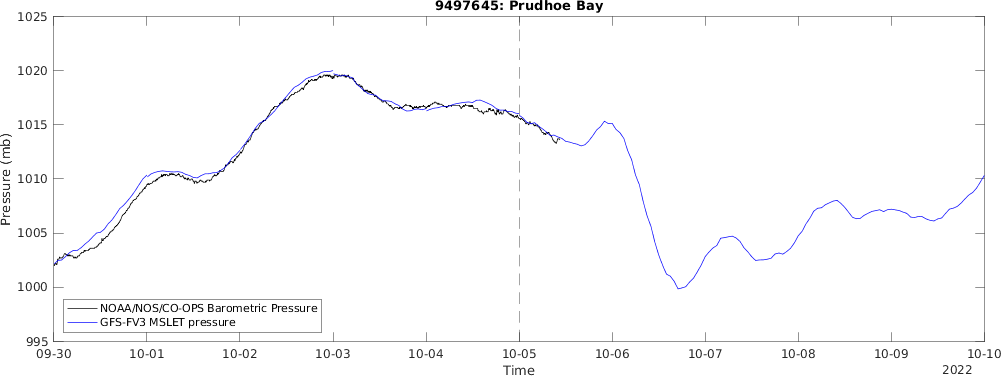 9497645: Prudhoe Bay
Pressure (mb)
1025
1020
1015
1010
1005
1000
995
NOAA/NOS/CO-OPS Barometric Pressure
GFS-FV3 MSLET pressure
09-30 10-01 10-02 10-03 10-04 10-05 10-06 10-07 10-08 10-09 10-10
Time
2022